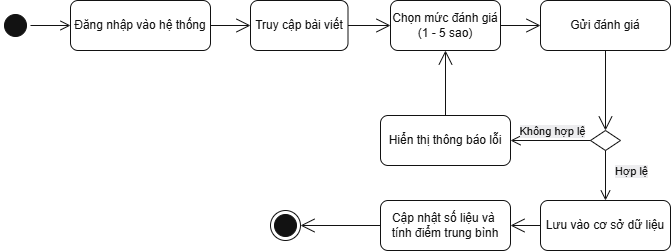 Đăng nhập vào hệ thống
Truy cập bài viết
Chọn mức đánh giá
(1 - 5 sao)
Gửi đánh giá
Hiển thị thông báo lỗi
Không hợp lệ
Hợp lệ
Cập nhật số liệu và
tính điểm trung bình
Lưu vào cơ sở dữ liệu